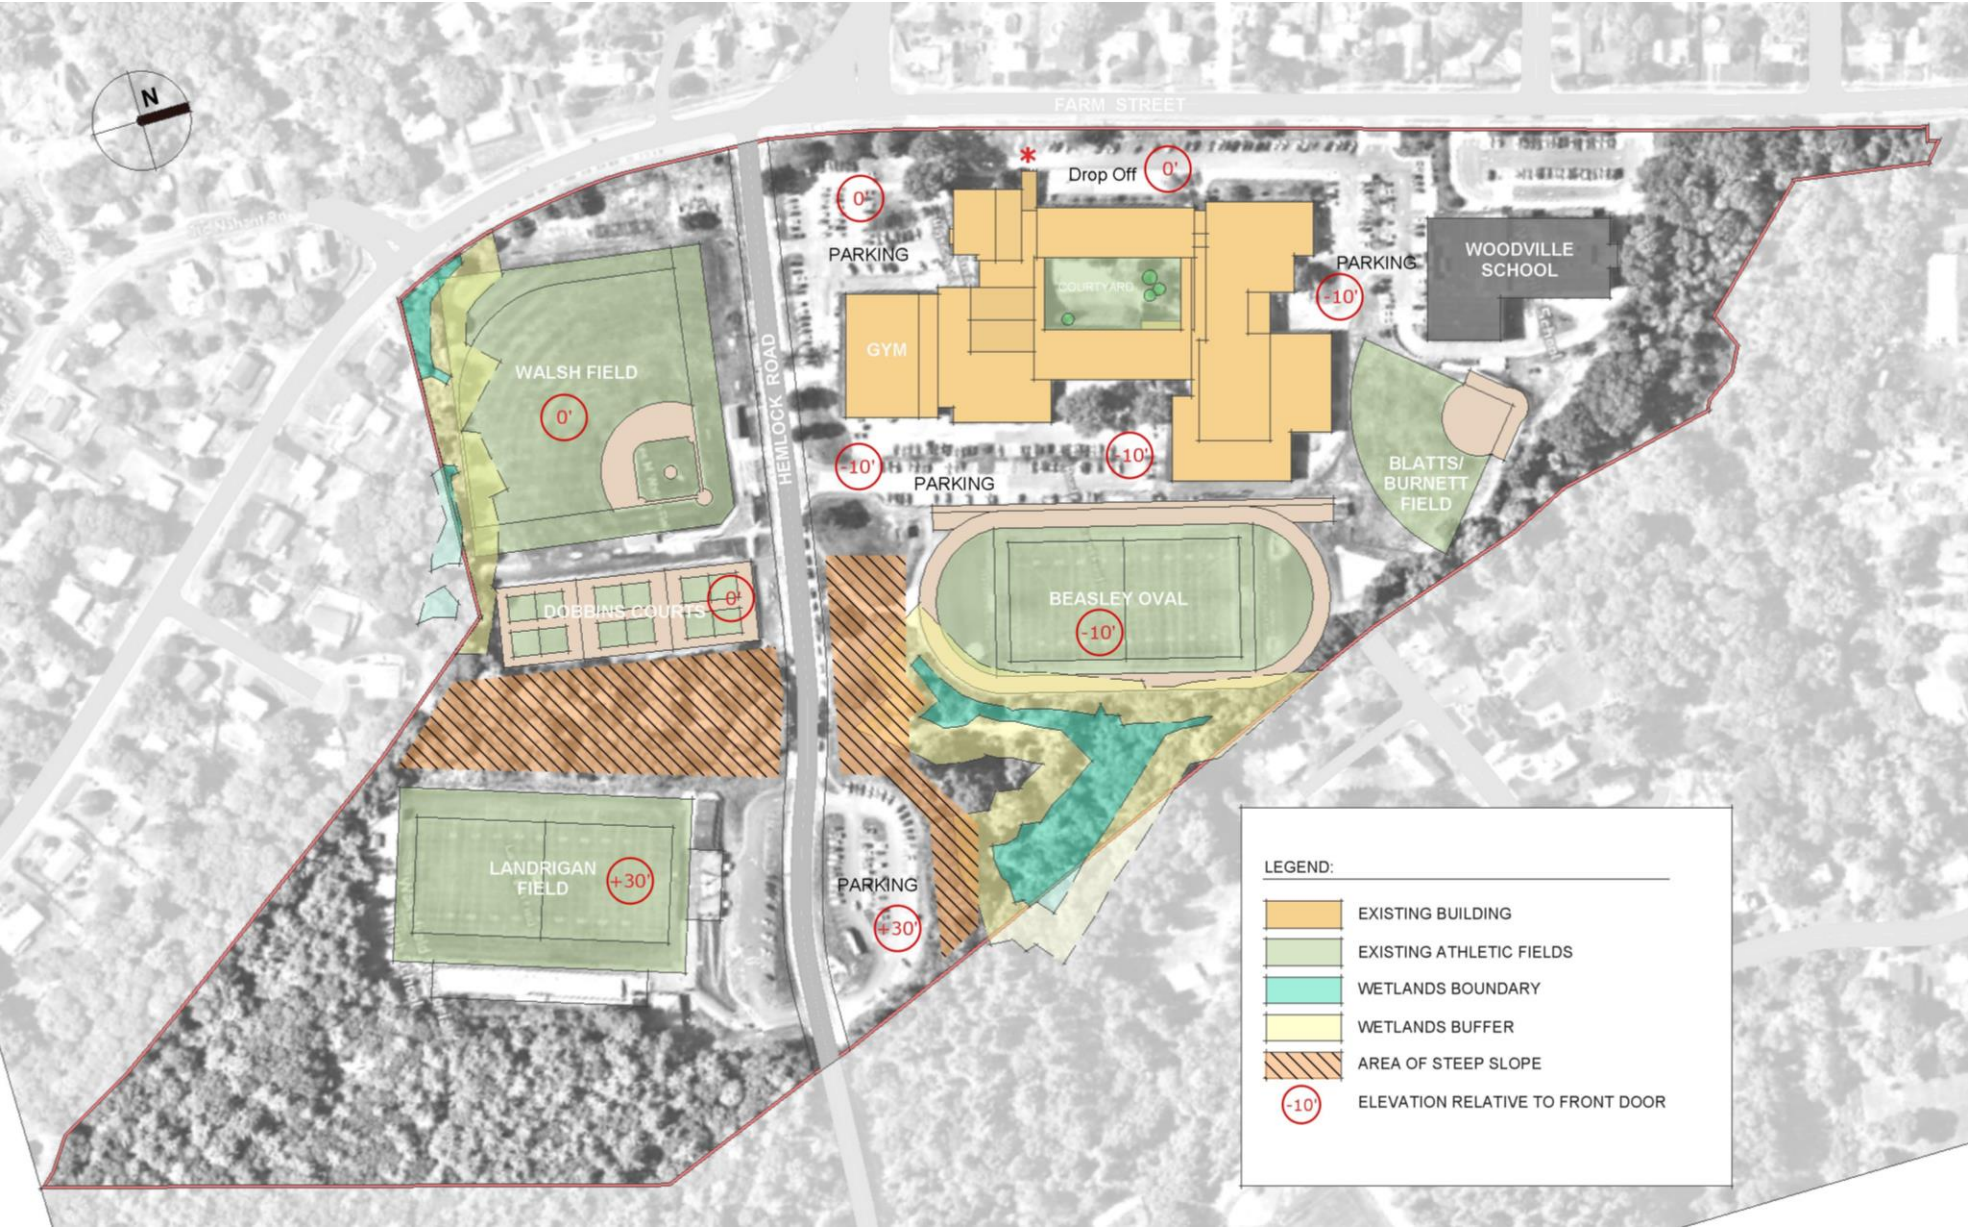 N
FARM STREET
*
Drop Off
0'
0'
PARKING
WOODVILLE
SCHOOL
PARKING
-10'
COURTYARD
GYM
WALSH FIELD
0'
HEMLOCK ROAD
-10'
-10'
PARKING
BLATTS/
BURNETT
FIELD
DOBBINS COURTS
0'
BEASLEY OVAL
-10'
LANDRIGAN
FIELD
+30'
PARKING
+30'
LEGEND:
EXISTING BUILDING
EXISTING ATHLETIC FIELDS
WETLANDS BOUNDARY
WETLANDS BUFFER
AREA OF STEEP SLOPE
-10'
ELEVATION RELATIVE TO FRONT DOOR